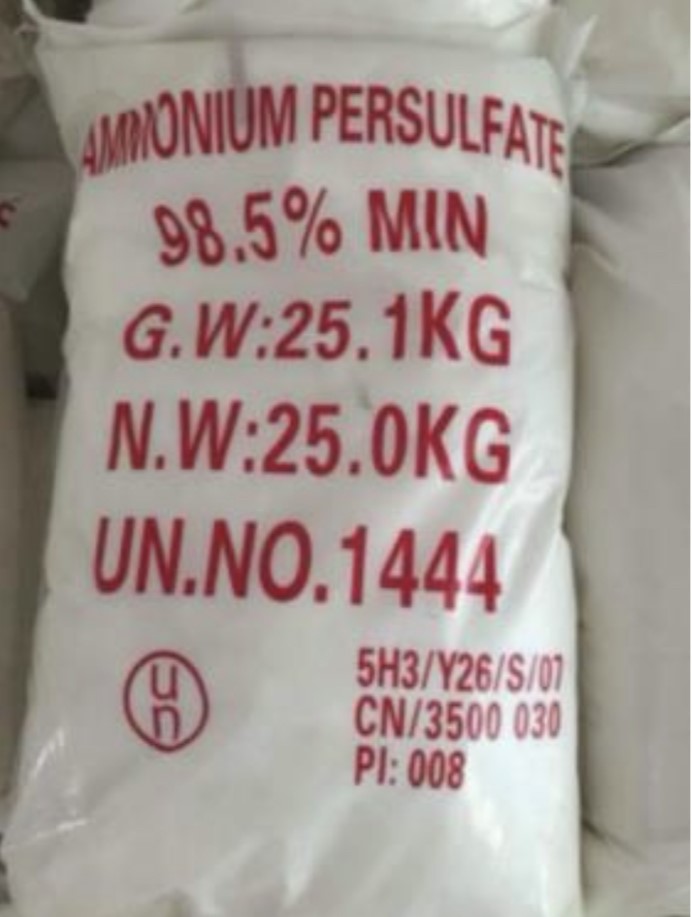 AMMONIUM PERSULFATE
98.5% MIN
G.W:25.1KG
N.W:25.0KG
UN.NO.1444
un
5H3/Y26/S/07
CN/3500 030
PI: 008